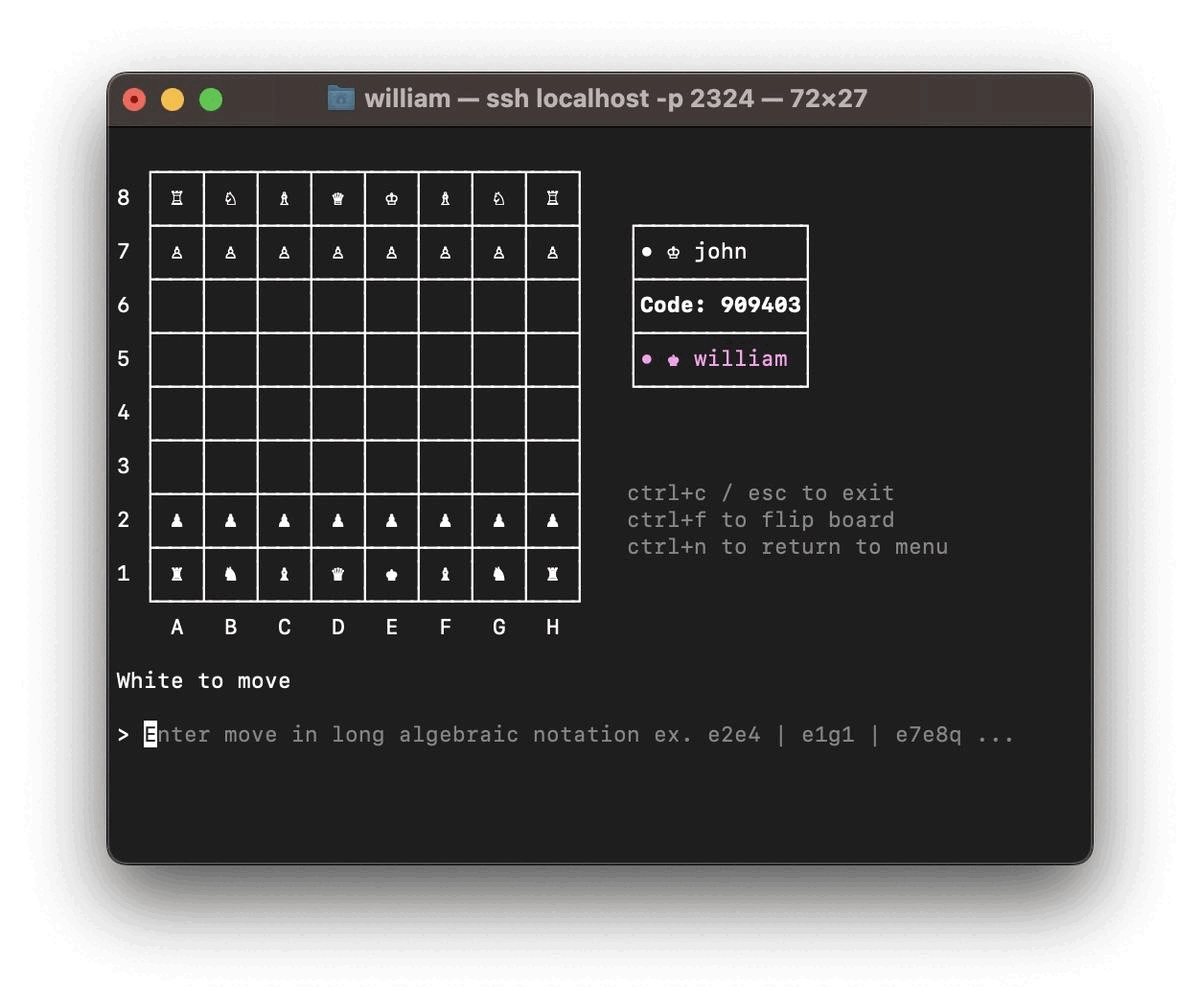 william — ssh localhost -p 2324 — 72×27
8 ♖ ♘ ♗ ♕ ♔ ♗ ♘ ♖
7 ♙ ♙ ♙ ♙ ♙ ♙ ♙ ♙
6
5
4
3
2 ♟ ♟ ♟ ♟ ♟ ♟ ♟ ♟
1 ♜ ♞ ♝ ♛ ♚ ♝ ♞ ♜
A B C D E F G H
• ♔ john
Code: 909403
• ♚ william
ctrl+c / esc to exit
ctrl+f to flip board
ctrl+n to return to menu
White to move
> Enter move in long algebraic notation ex. e2e4 | e1g1 | e7e8q ...